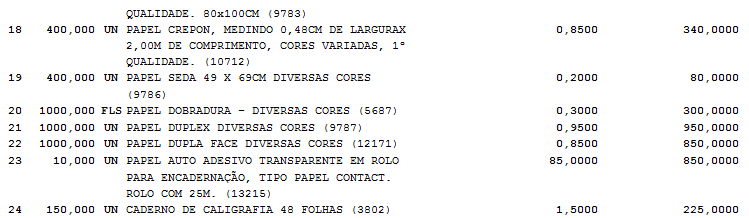 QUALIDADE. 80x100CM (9783)
18 400,000 UN PAPEL CREPON, MEDINDO 0,48CM DE LARGURAX 0,8500 340,0000
2,00M DE COMPRIMENTO, CORES VARIADAS, 1º
QUALIDADE. (10712)
19 400,000 UN PAPEL SEDA 49 X 69CM DIVERSAS CORES 0,2000 80,0000
(9786)
20 1000,000 FLS PAPEL DOBRADURA - DIVERSAS CORES (5687) 0,3000 300,0000
21 1000,000 UN PAPEL DUPLEX DIVERSAS CORES (9787) 0,9500 950,0000
22 1000,000 UN PAPEL DUPLA FACE DIVERSAS CORES (12171) 0,8500 850,0000
23 10,000 UN PAPEL AUTO ADESIVO TRANSPARENTE EM ROLO 85,0000 850,0000
PARA ENCADERNAÇÃO, TIPO PAPEL CONTACT.
ROLO COM 25M. (13215)
24 150,000 UN CADERNO DE CALIGRAFIA 48 FOLHAS (3802) 1,5000 225,0000